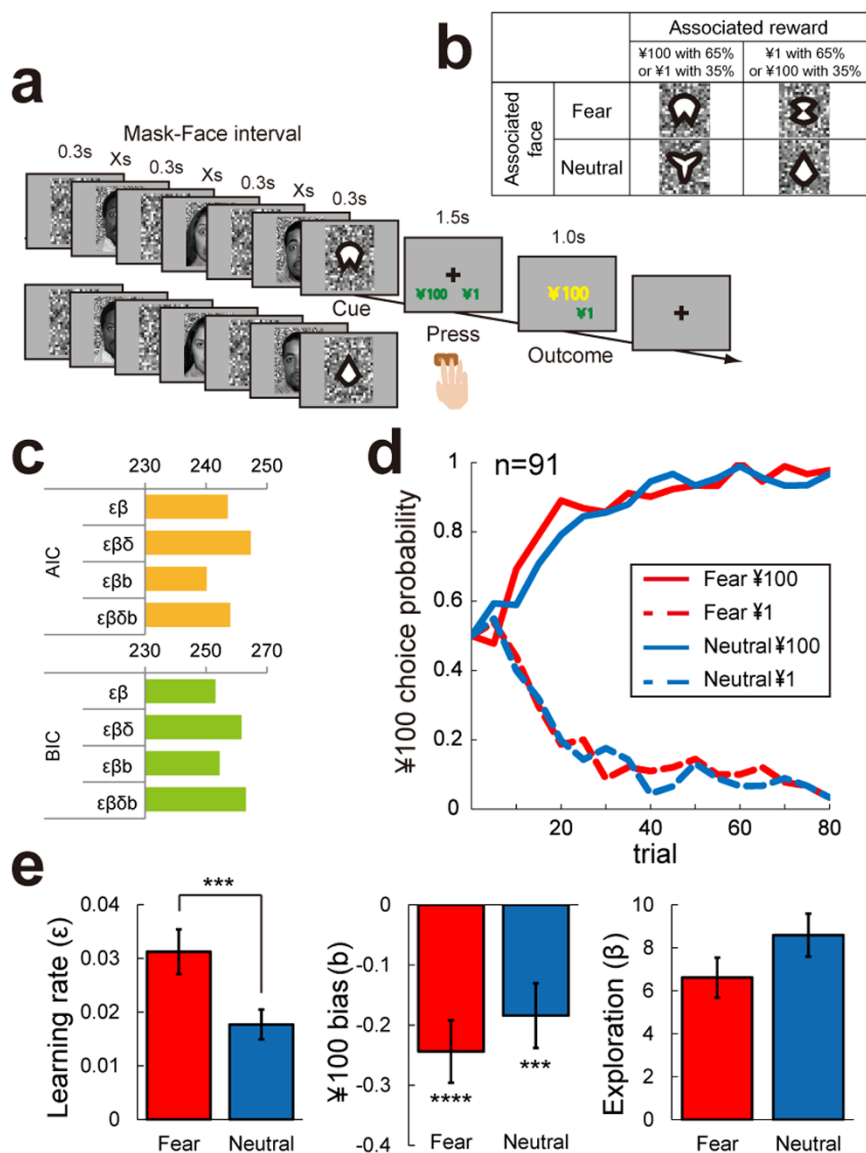 a
Mask-Face interval
0.3s
Xs
0.3s
Xs
0.3s
Xs
0.3s
Cue
1.5s
¥100 ¥1
Press
1.0s
¥100
¥1
Outcome
b
Associated reward
¥100 with 65%
or ¥1 with 35%
¥1 with 65%
or ¥100 with 35%
Associated
face
Fear
Neutral
c
230 240 250
AIC
εβ
εβδ
εβb
εβδb
230 250 270
BIC
εβ
εβδ
εβb
εβδb
d
n=91
¥100 choice probability
1
0.8
0.6
0.4
0.2
0
20 40 60 80
trial
Fear ¥100
Fear ¥1
Neutral ¥100
Neutral ¥1
e
Learning rate (ε)
0.04
0.03
0.02
0.01
0
***
Fear Neutral
¥100 bias (b)
0
-0.1
-0.2
-0.3
-0.4
****
***
Fear Neutral
Exploration (β)
10
8
6
4
2
0
Fear Neutral